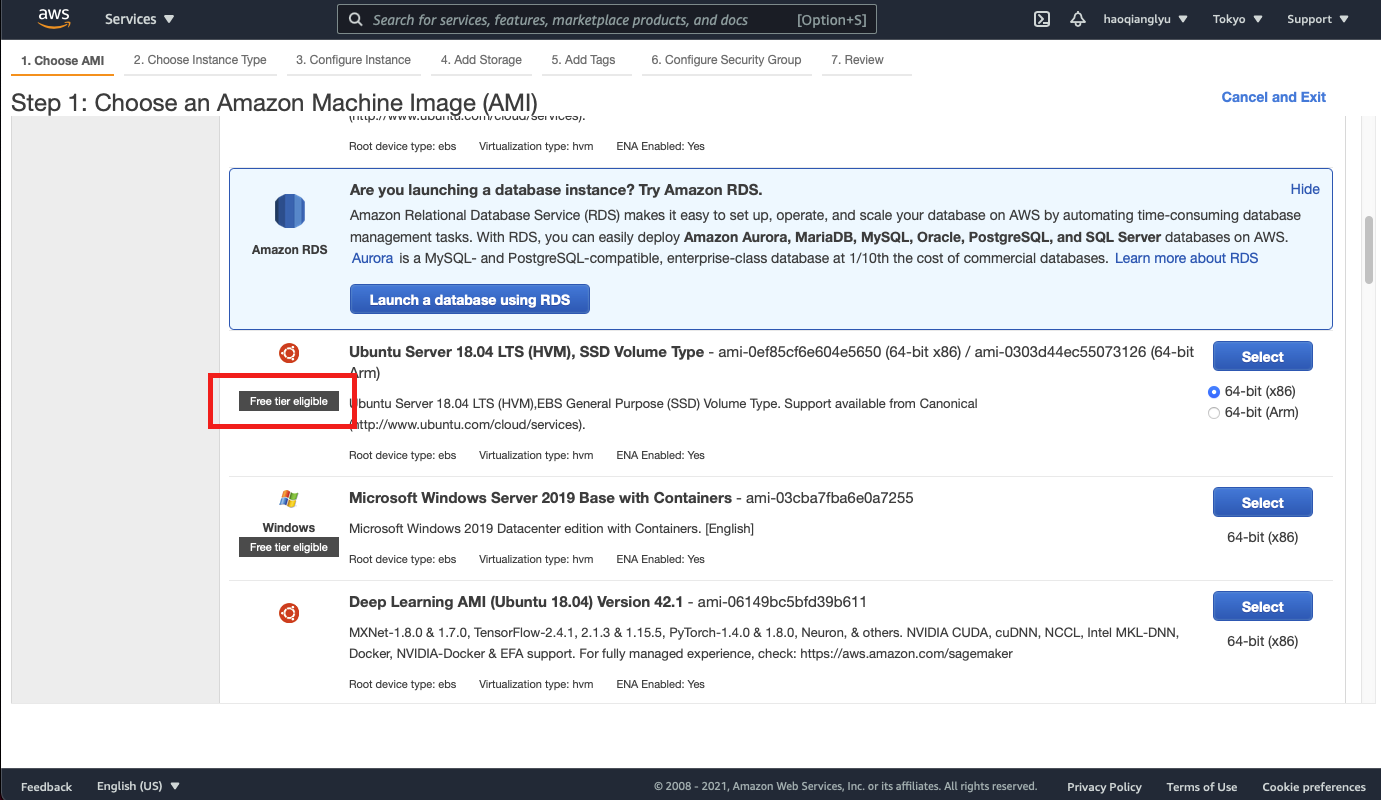 aws Services Search for services, features, marketplace products, and docs [Option+S] haoqianglyu Tokyo Support
1. Choose AMI 2. Choose Instance Type 3. Configure Instance 4. Add Storage 5. Add Tags 6. Configure Security Group 7. Review
Step 1: Choose an Amazon Machine Image (AMI) Cancel and Exit
(http://www.ubuntu.com/cloud/services).
Root device type: ebs Virtualization type: hvm ENA Enabled: Yes
Are you launching a database instance? Try Amazon RDS. Hide
Amazon RDS
Amazon Relational Database Service (RDS) makes it easy to set up, operate, and scale your database on AWS by automating time-consuming database
management tasks. With RDS, you can easily deploy Amazon Aurora, MariaDB, MySQL, Oracle, PostgreSQL, and SQL Server databases on AWS.
Aurora is a MySQL- and PostgreSQL-compatible, enterprise-class database at 1/10th the cost of commercial databases. Learn more about RDS
Launch a database using RDS
Ubuntu Server 18.04 LTS (HVM), SSD Volume Type - ami-0ef85cf6e604e5650 (64-bit x86) / ami-0303d44ec55073126 (64-bit
Arm)
Select
Free tier eligible
Ubuntu Server 18.04 LTS (HVM),EBS General Purpose (SSD) Volume Type. Support available from Canonical
(http://www.ubuntu.com/cloud/services).
64-bit (x86)
64-bit (Arm)
Root device type: ebs Virtualization type: hvm ENA Enabled: Yes
Microsoft Windows Server 2019 Base with Containers - ami-03cba7fba6e0a7255
Select
Windows
Free tier eligible
Microsoft Windows 2019 Datacenter edition with Containers. [English]
64-bit (x86)
Root device type: ebs Virtualization type: hvm ENA Enabled: Yes
Deep Learning AMI (Ubuntu 18.04) Version 42.1 - ami-06149bc5bfd39b611
Select
MXNet-1.8.0 & 1.7.0, TensorFlow-2.4.1, 2.1.3 & 1.15.5, PyTorch-1.4.0 & 1.8.0, Neuron, & others. NVIDIA CUDA, cuDNN, NCCL, Intel MKL-DNN,
Docker, NVIDIA-Docker & EFA support. For fully managed experience, check: https://aws.amazon.com/sagemaker
64-bit (x86)
Root device type: ebs Virtualization type: hvm ENA Enabled: Yes
Feedback English (US) © 2008 - 2021, Amazon Web Services, Inc. or its affiliates. All rights reserved. Privacy Policy Terms of Use Cookie preferences